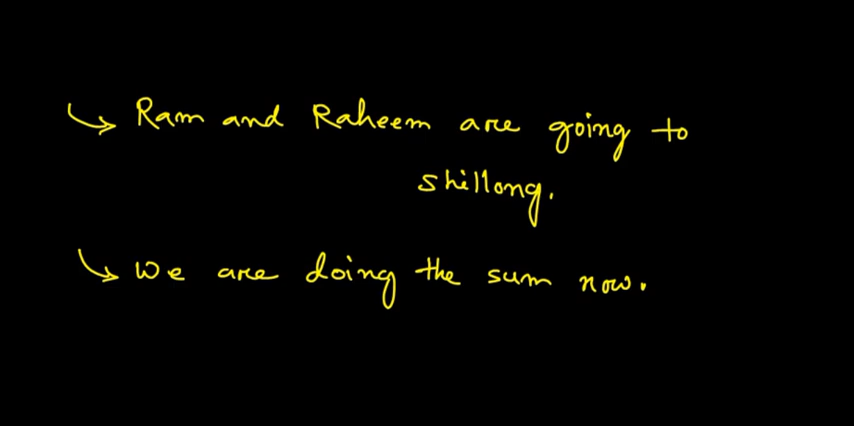 ↳ Ram and Raheem are going to
shillong.
↳ We are doing the sum now.